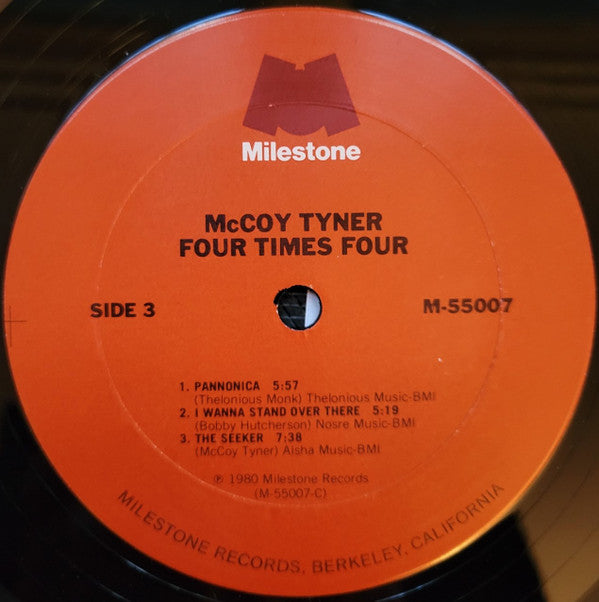 Milestone
McCOY TYNER
FOUR TIMES FOUR
SIDE 3
M-55007
1. PANNONICA 5:57
(Thelonious Monk) Thelonious Music-BMI
2. I WANNA STAND OVER THERE 5:19
(Bobby Hutcherson) Nosre Music-BMI
3. THE SEEKER 7:38
(McCoy Tyner) Aisha Music-BMI
℗ 1980 Milestone Records
(M-55007-C)
MILESTONE RECORDS, BERKELEY, CALIFORNIA